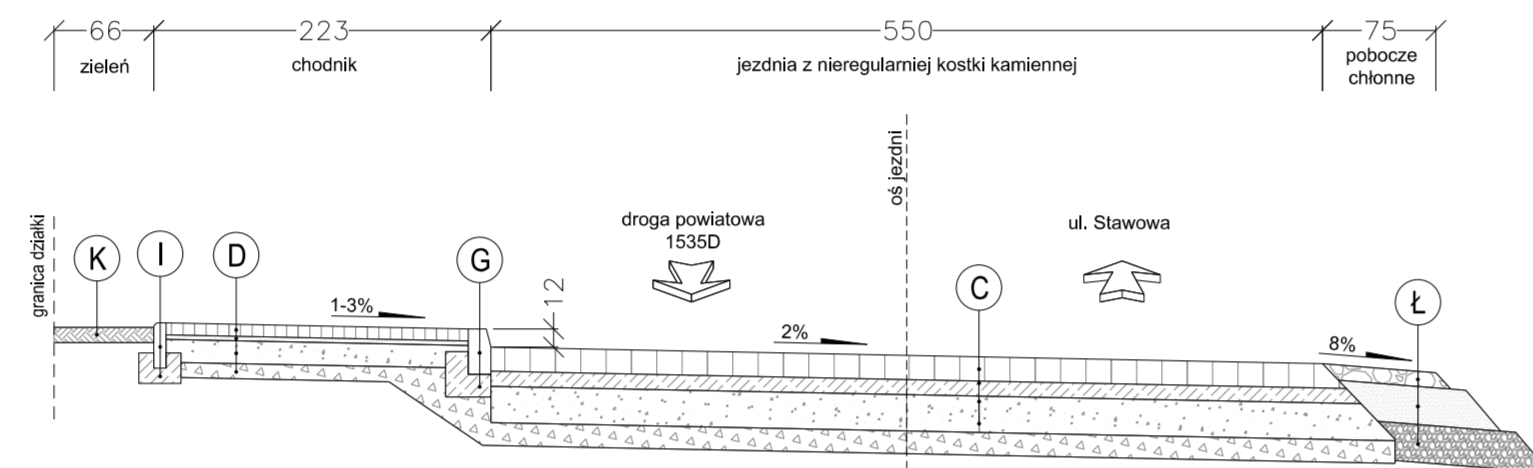 66
223
550
75
zieleń
chodnik
jezdnia z nieregularniej kostki kamiennej
pobocze
chłonne
granica działki
oś jezdni
droga powiatowa
1535D
ul. Stawowa
K
I
D
G
C
Ł
1-3%
12
2%
8%